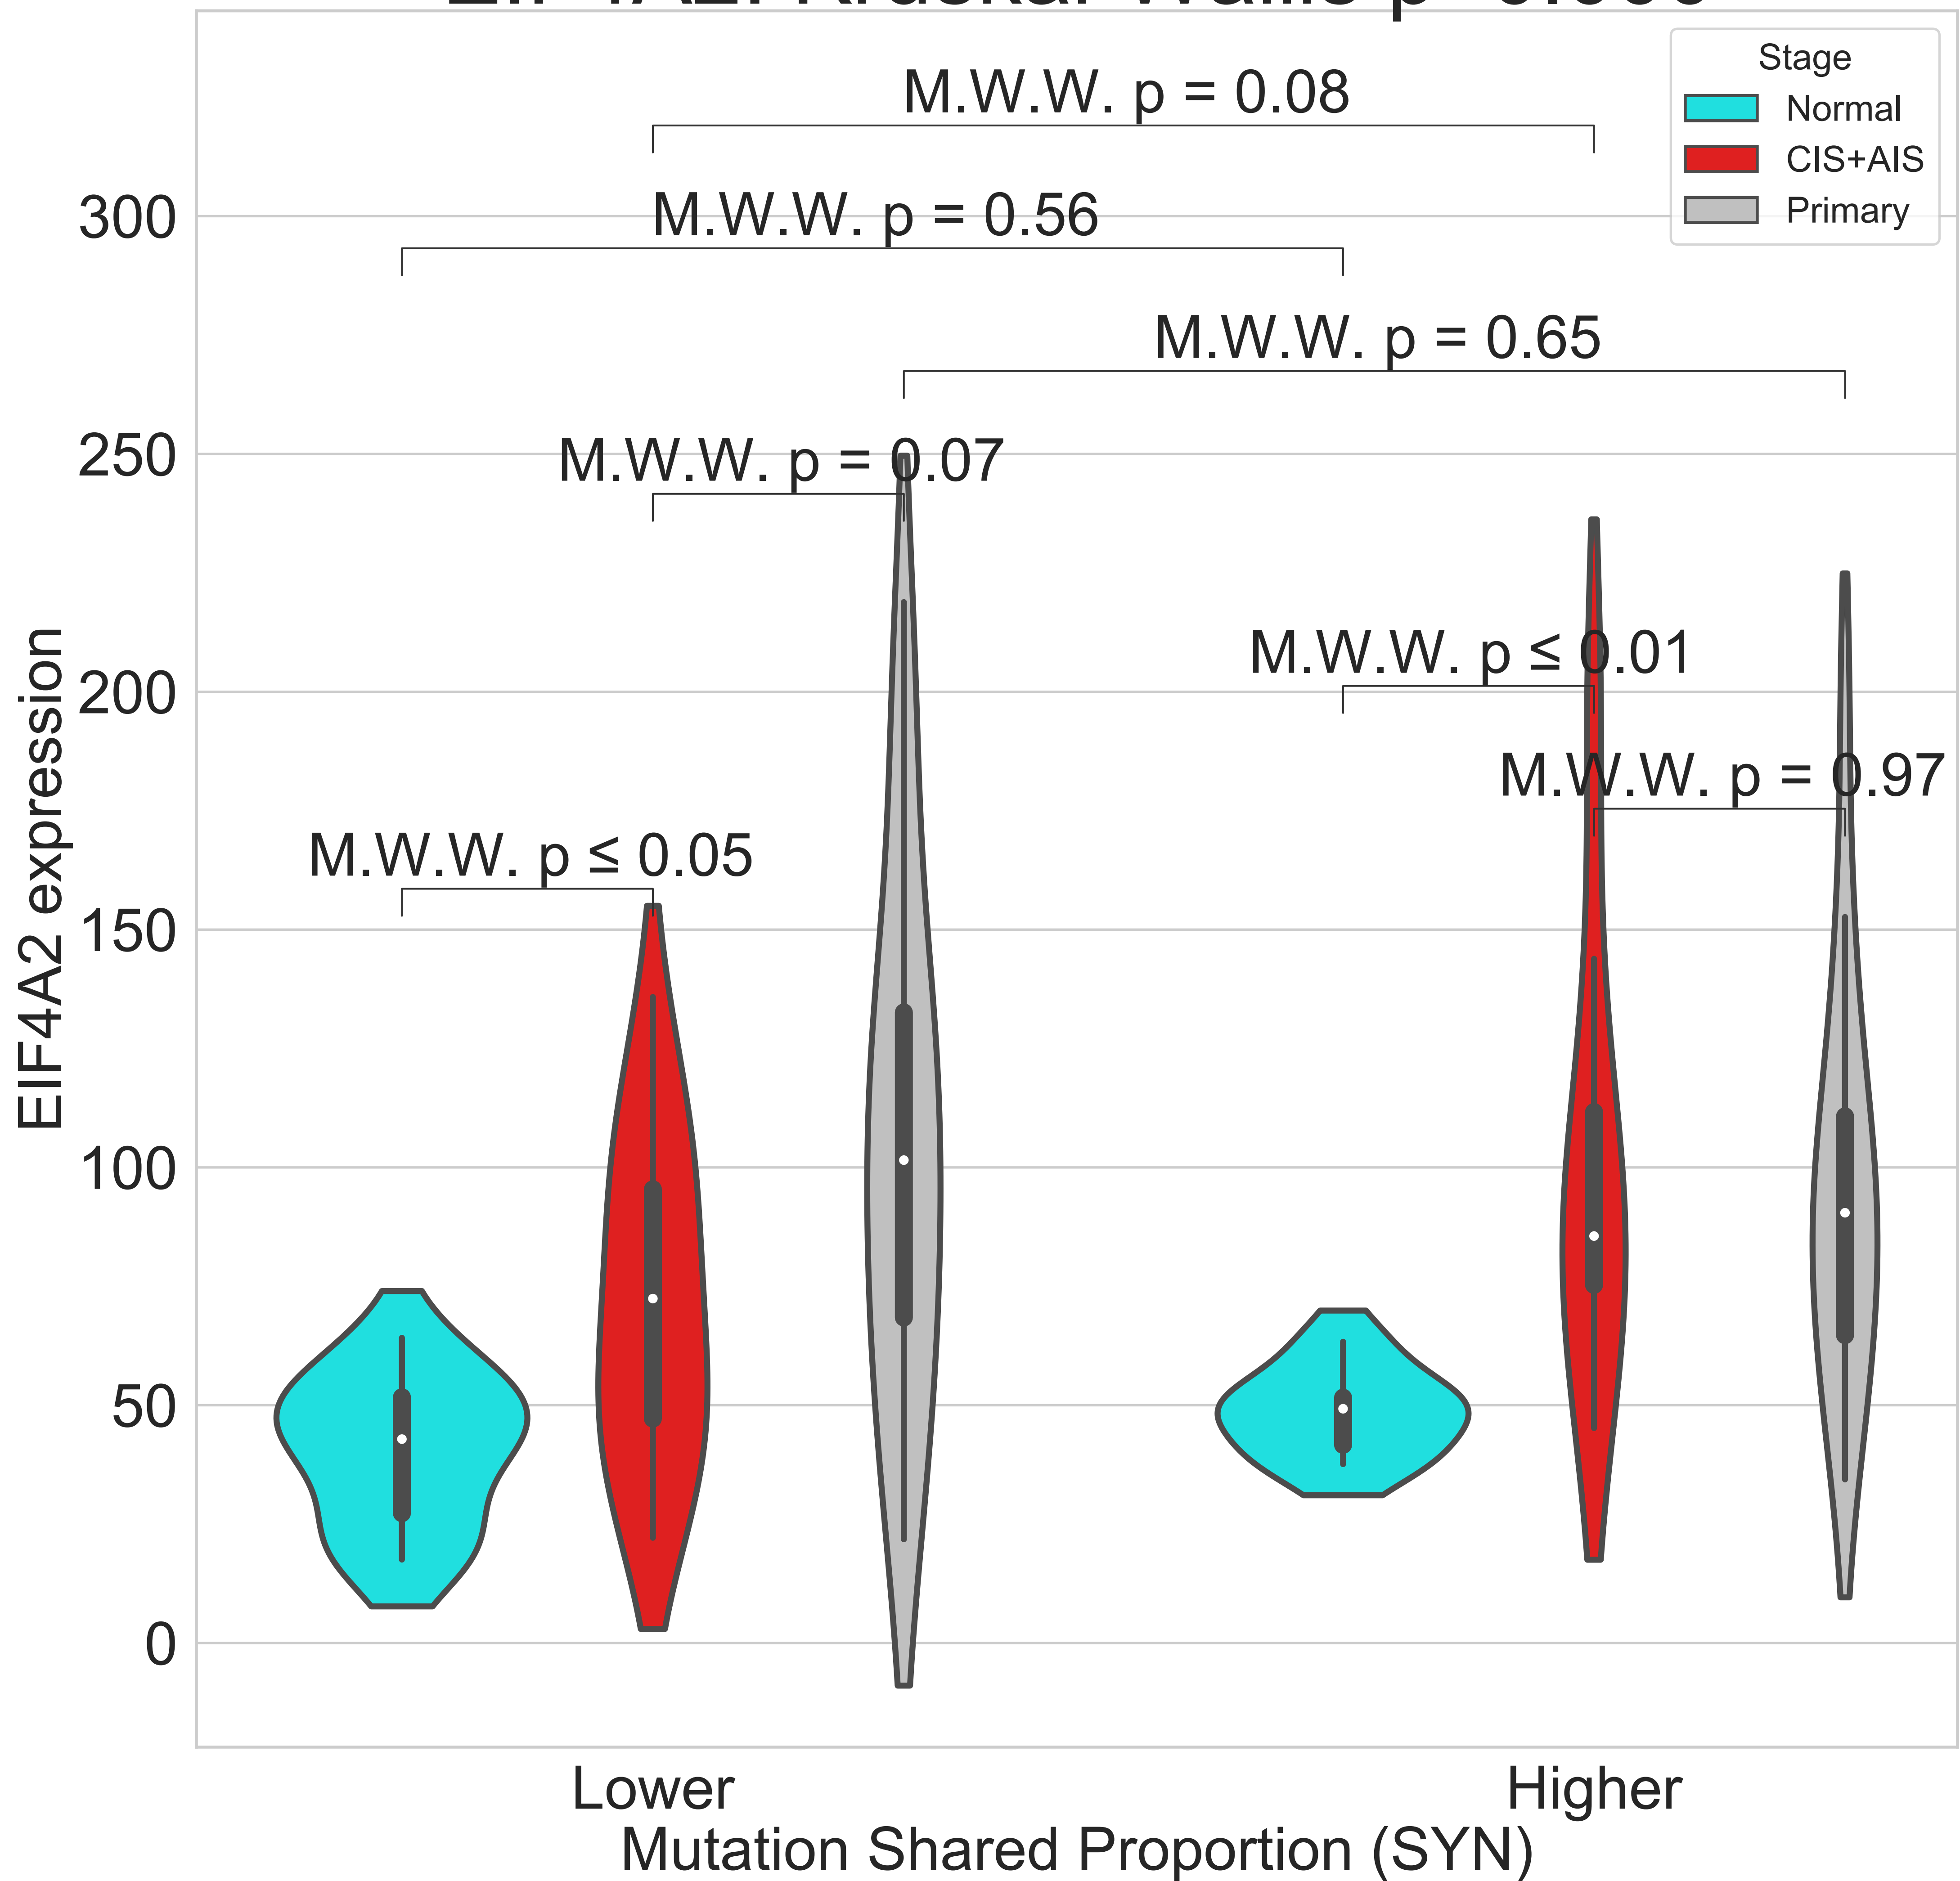 Stage
Normal
CIS+AIS
Primary
M.W.W. p = 0.08
M.W.W. p = 0.56
M.W.W. p = 0.65
M.W.W. p = 0.07
M.W.W. p ≤ 0.01
M.W.W. p = 0.97
M.W.W. p ≤ 0.05
300
250
200
150
100
50
0
EIF4A2 expression
Lower
Higher
Mutation Shared Proportion (SYN)